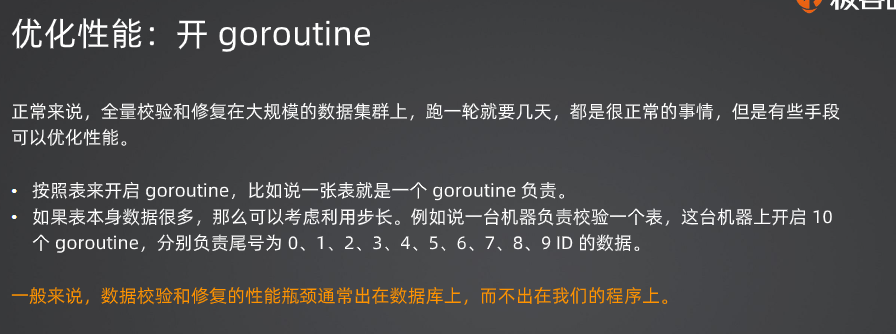 优化性能：开 goroutine
正常来说，全量校验和修复在大规模的数据集群上，跑一轮就要几天，都是很正常的事情，但是有些手段
可以优化性能。
• 按照表来开启 goroutine，比如说一张表就是一个 goroutine 负责。
• 如果表本身数据很多，那么可以考虑利用步长。例如说一台机器负责校验一个表，这台机器上开启 10
个 goroutine，分别负责尾号为 0、1、2、3、4、5、6、7、8、9 ID 的数据。
一般来说，数据校验和修复的性能瓶颈通常出在数据库上，而不出在我们的程序上。